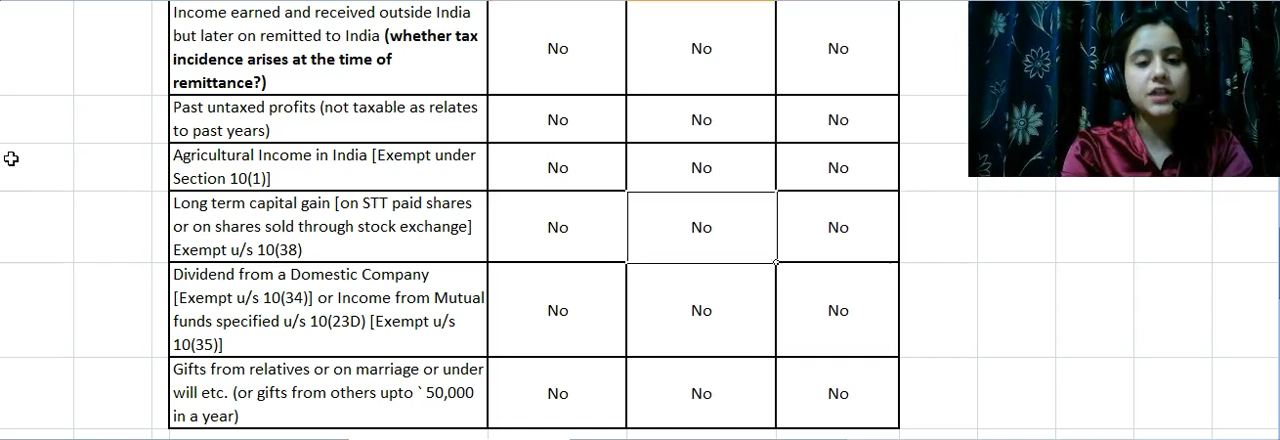 Income earned and received outside India
but later on remitted to India (whether tax
incidence arises at the time of
remittance?)
No No No
Past untaxed profits (not taxable as relates
to past years)
No No No
Agricultural Income in India [Exempt under
Section 10(1)]
No No No
Long term capital gain [on STT paid shares
or on shares sold through stock exchange]
Exempt u/s 10(38)
No No No
Dividend from a Domestic Company
[Exempt u/s 10(34)] or Income from Mutual
funds specified u/s 10(23D) [Exempt u/s
10(35)]
No No No
Gifts from relatives or on marriage or under
will etc. (or gifts from others upto ` 50,000
in a year)
No No No